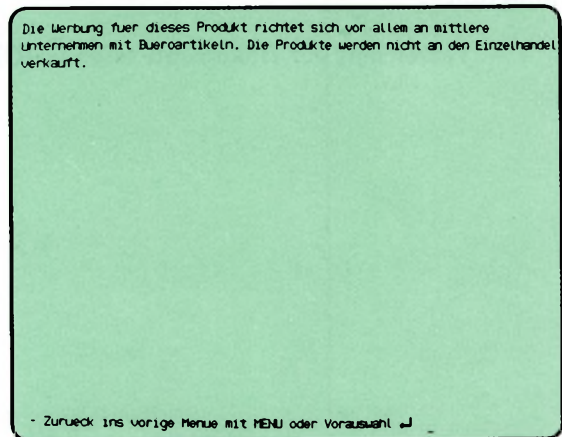 Die Werbung fuer dieses Produkt richtet sich vor allem an mittlere
Unternehmen mit Bueroartikeln. Die Produkte werden nicht an den Einzelhandel
verkauft.
- Zurueck ins vorige Menue mit MENU oder Vorauswahl ↵